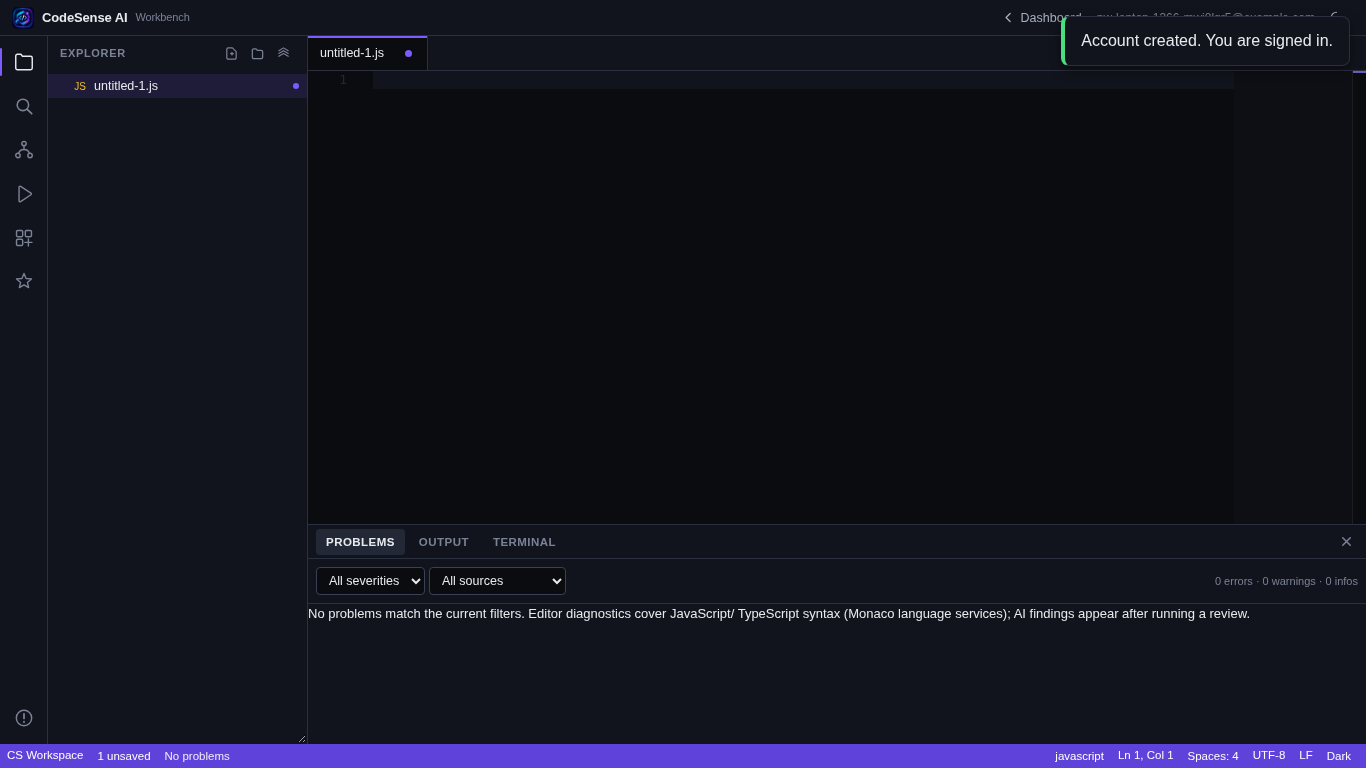 CodeSense AI Workbench
Dashboard
Account created. You are signed in.
EXPLORER
untitled-1.js
JS untitled-1.js
1
PROBLEMS OUTPUT TERMINAL
All severities All sources 0 errors · 0 warnings · 0 infos
No problems match the current filters. Editor diagnostics cover JavaScript/ TypeScript syntax (Monaco language services); AI findings appear after running a review.
CS Workspace 1 unsaved No problems javascript Ln 1, Col 1 Spaces: 4 UTF-8 LF Dark